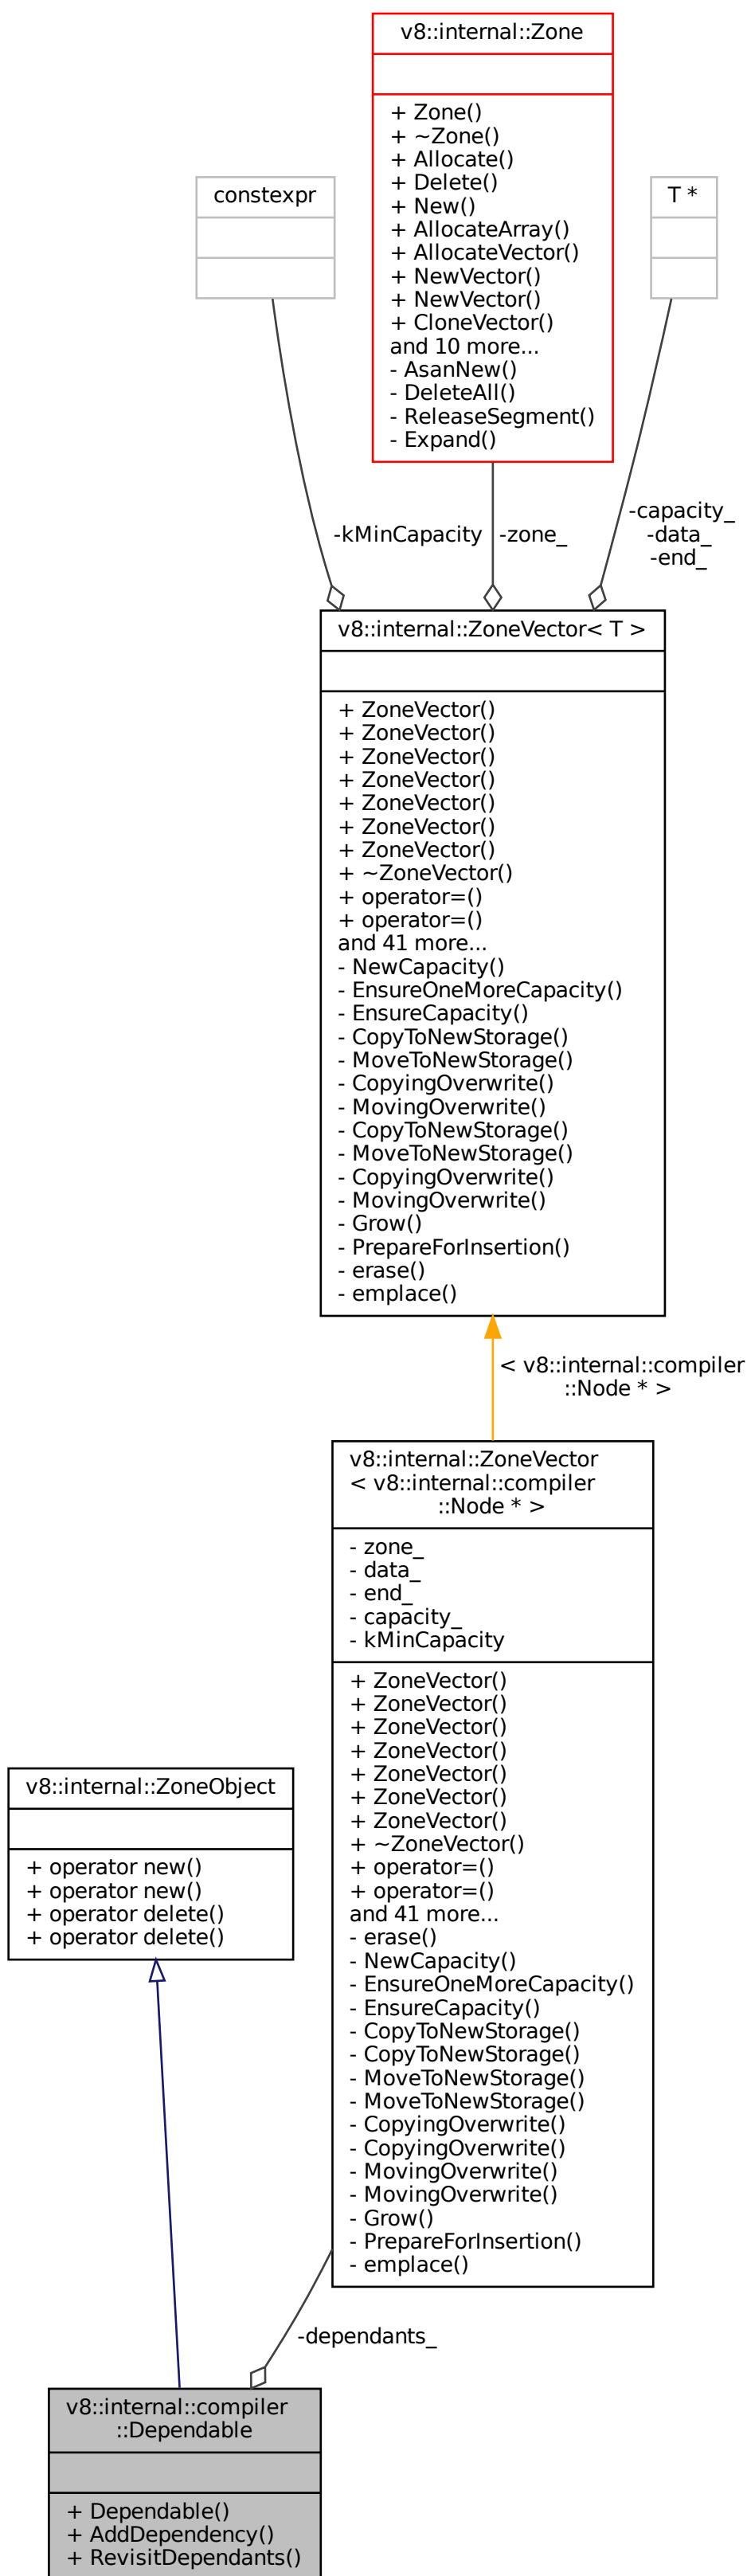 v8::internal::Zone
+ Zone()
+ ~Zone()
+ Allocate()
+ Delete()
+ New()
+ AllocateArray()
+ AllocateVector()
+ NewVector()
+ NewVector()
+ CloneVector()
and 10 more...
- AsanNew()
- DeleteAll()
- ReleaseSegment()
- Expand()
constexpr
T *
-kMinCapacity
-zone_
-capacity_
-data_
-end_
v8::internal::ZoneVector< T >
+ ZoneVector()
+ ZoneVector()
+ ZoneVector()
+ ZoneVector()
+ ZoneVector()
+ ZoneVector()
+ ZoneVector()
+ ~ZoneVector()
+ operator=()
+ operator=()
and 41 more...
- NewCapacity()
- EnsureOneMoreCapacity()
- EnsureCapacity()
- CopyToNewStorage()
- MoveToNewStorage()
- CopyingOverwrite()
- MovingOverwrite()
- CopyToNewStorage()
- MoveToNewStorage()
- CopyingOverwrite()
- MovingOverwrite()
- Grow()
- PrepareForInsertion()
- erase()
- emplace()
< v8::internal::compiler
::Node * >
v8::internal::ZoneVector
< v8::internal::compiler
::Node * >
- zone_
- data_
- end_
- capacity_
- kMinCapacity
+ ZoneVector()
+ ZoneVector()
+ ZoneVector()
+ ZoneVector()
+ ZoneVector()
+ ZoneVector()
+ ZoneVector()
+ ~ZoneVector()
+ operator=()
+ operator=()
and 41 more...
- erase()
- NewCapacity()
- EnsureOneMoreCapacity()
- EnsureCapacity()
- CopyToNewStorage()
- CopyToNewStorage()
- MoveToNewStorage()
- MoveToNewStorage()
- CopyingOverwrite()
- CopyingOverwrite()
- MovingOverwrite()
- MovingOverwrite()
- Grow()
- PrepareForInsertion()
- emplace()
v8::internal::ZoneObject
+ operator new()
+ operator new()
+ operator delete()
+ operator delete()
-dependants_
v8::internal::compiler
::Dependable
+ Dependable()
+ AddDependency()
+ RevisitDependants()